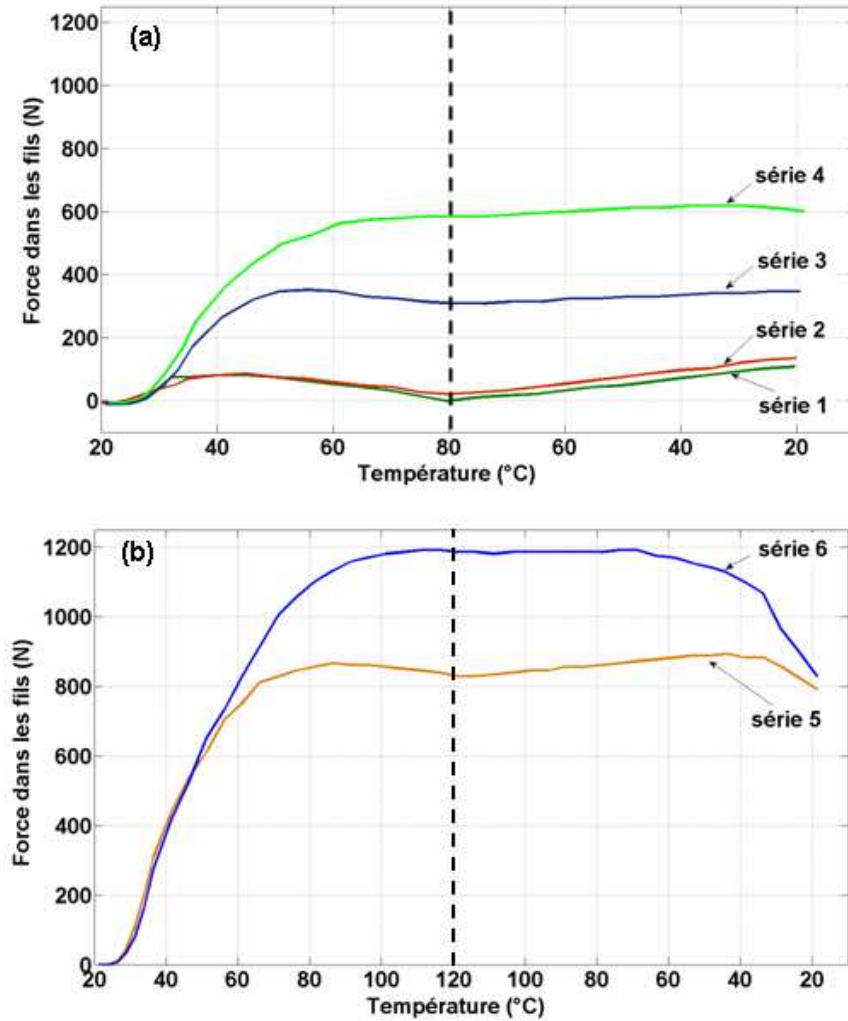 (a)
1200
1000
800
600
400
200
0
Force dans les fils (N)
série 4
série 3
série 2
série 1
20 40 60 80 60 40 20
Température (°C)
(b)
1200
1000
800
600
400
200
0
Force dans les fils (N)
série 6
série 5
20 40 60 80 100 120 100 80 60 40 20
Température (°C)